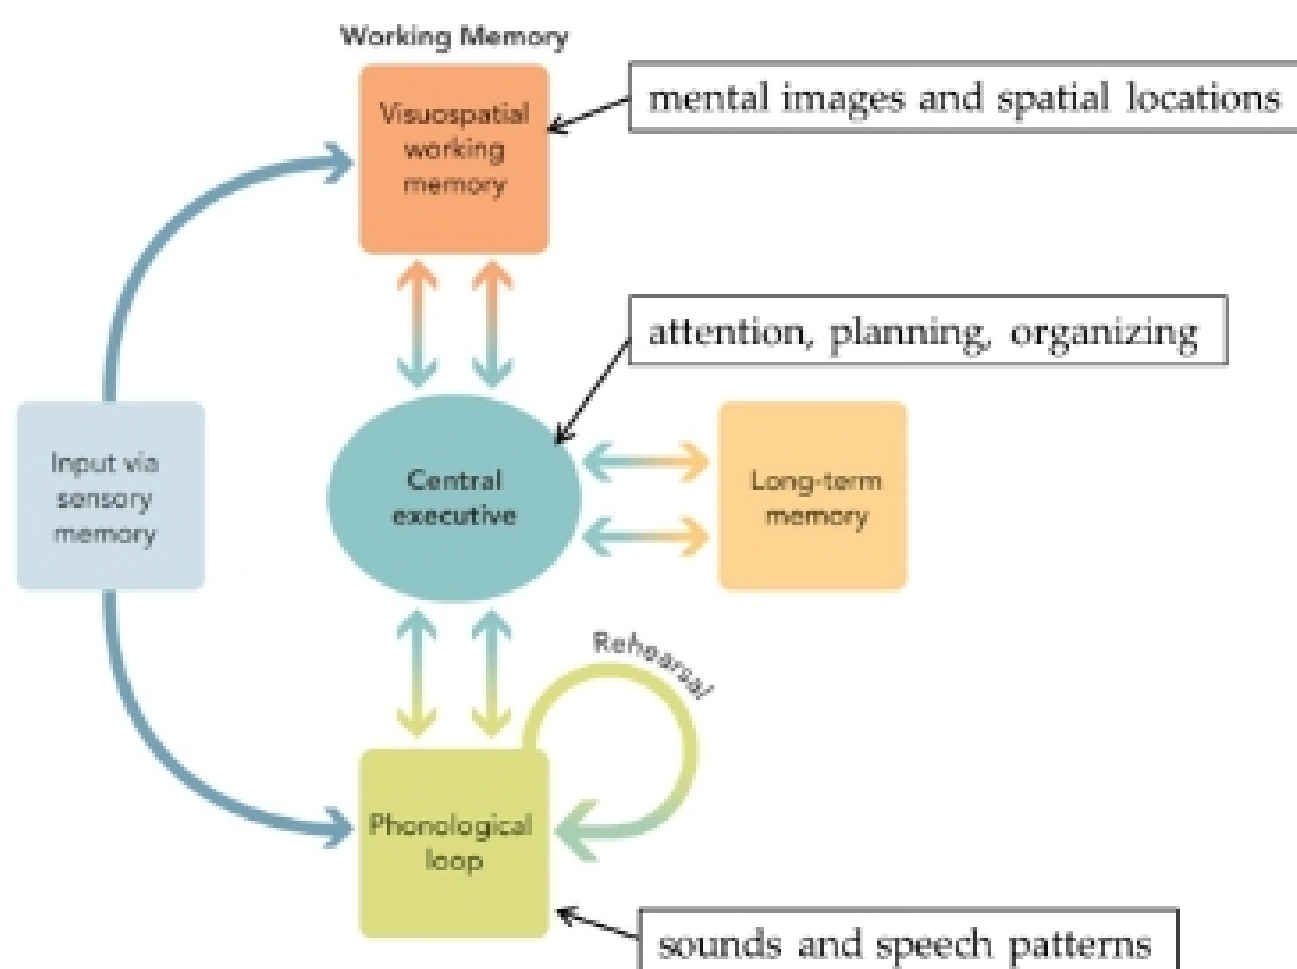 Working Memory
Visuospatial
working
memory
mental images and spatial locations
attention, planning, organizing
Input via
sensory
memory
Central
executive
Long-term
memory
Rehearsal
Phonological
loop
sounds and speech patterns